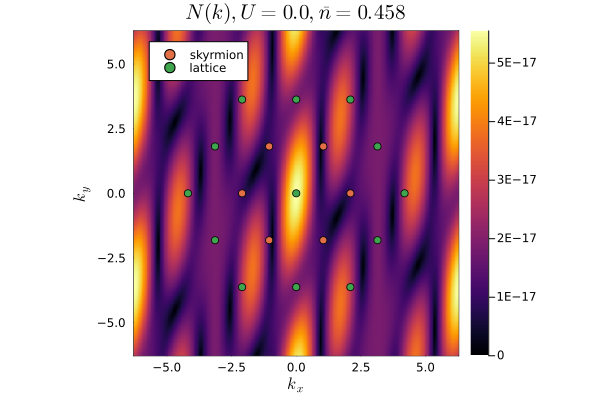 N(k), U = 0.0, n̄ = 0.458
skyrmion
lattice
5.0
2.5
0.0
−2.5
−5.0
k_y
−5.0 −2.5 0.0 2.5 5.0
k_x
5E−17
4E−17
3E−17
2E−17
1E−17
0